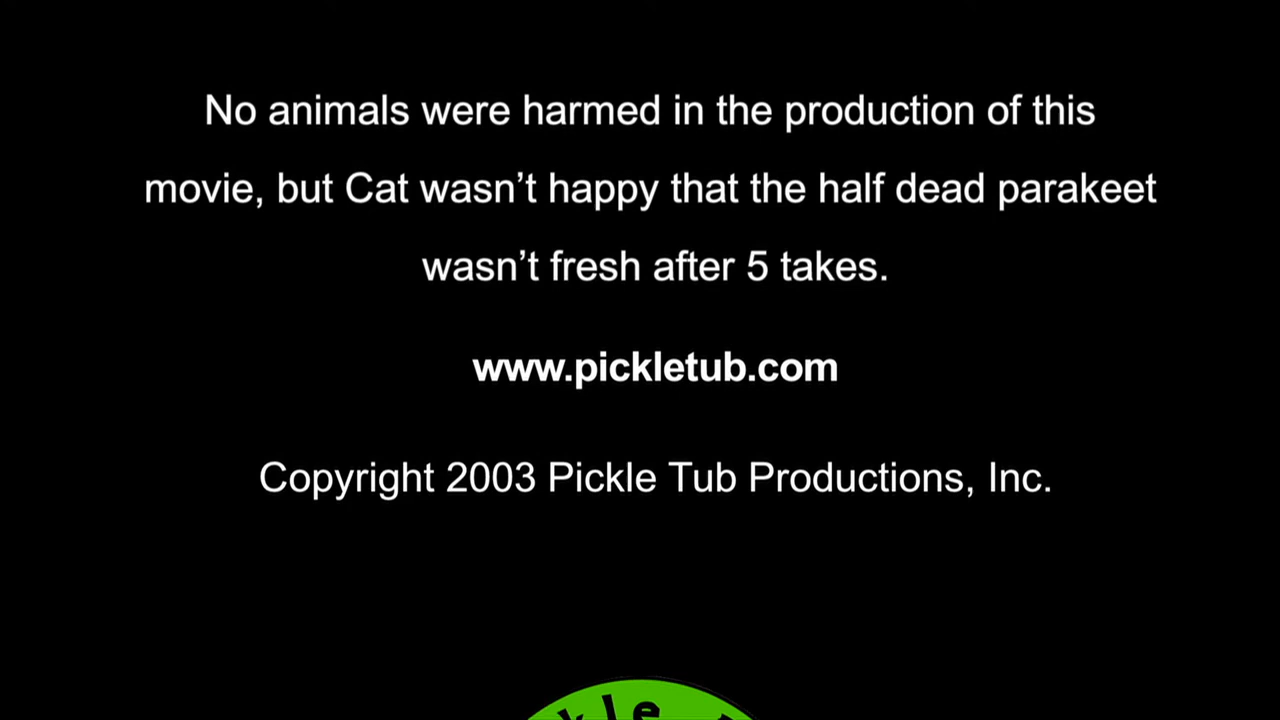 No animals were harmed in the production of this
movie, but Cat wasn’t happy that the half dead parakeet
wasn’t fresh after 5 takes.
www.pickletub.com
Copyright 2003 Pickle Tub Productions, Inc.